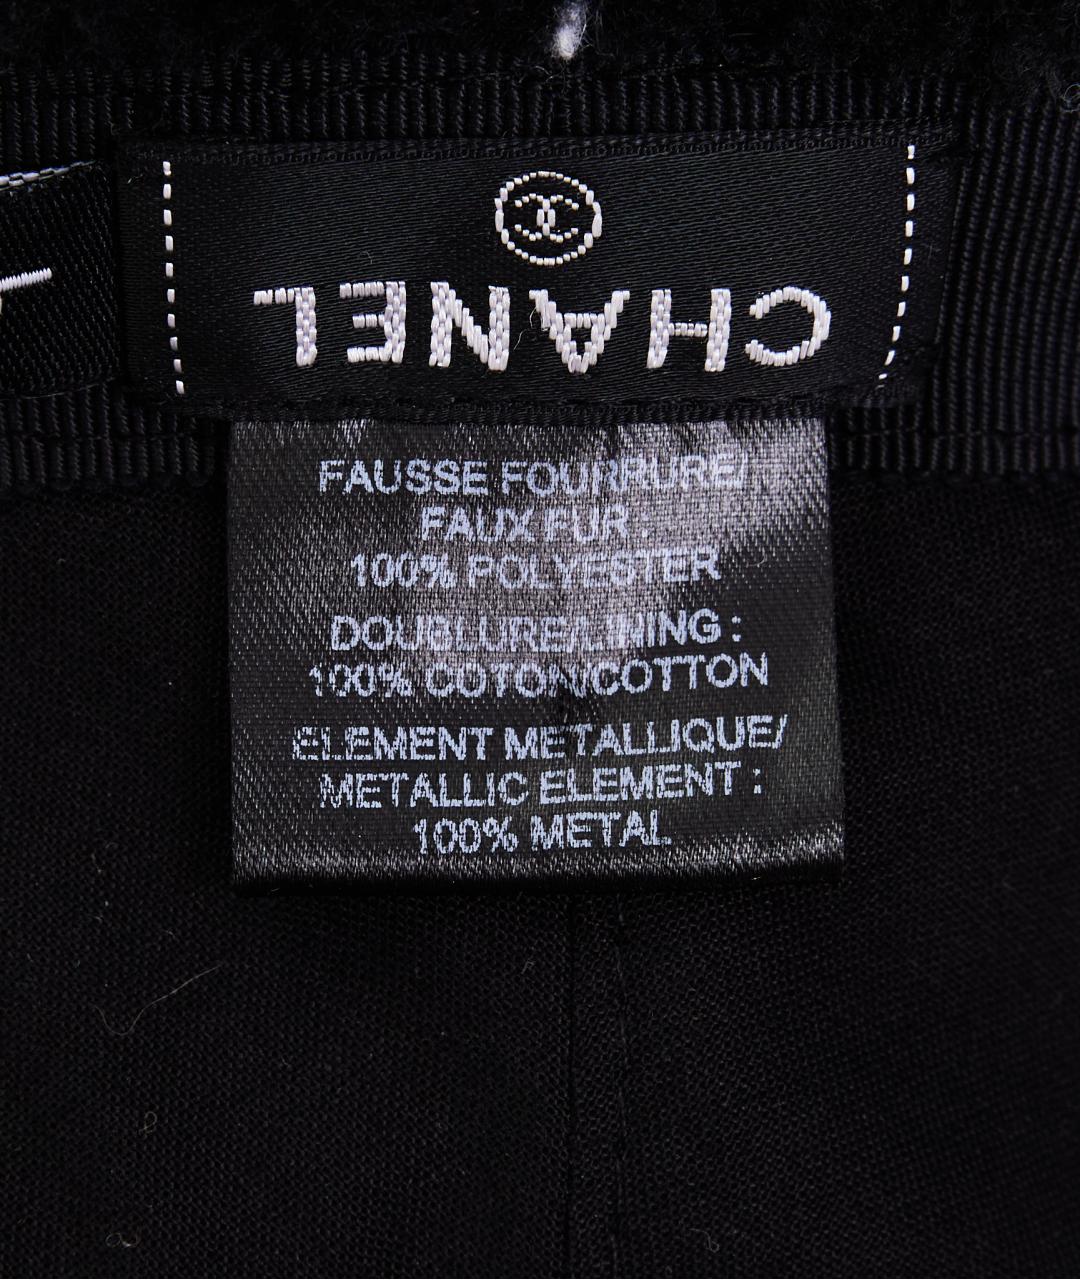 CHANEL
FAUSSE FOURRURE/
FAUX FUR :
100% POLYESTER
DOUBLURE/LINING :
100% COTON/COTTON
ELEMENT METALLIQUE/
METALLIC ELEMENT :
100% METAL